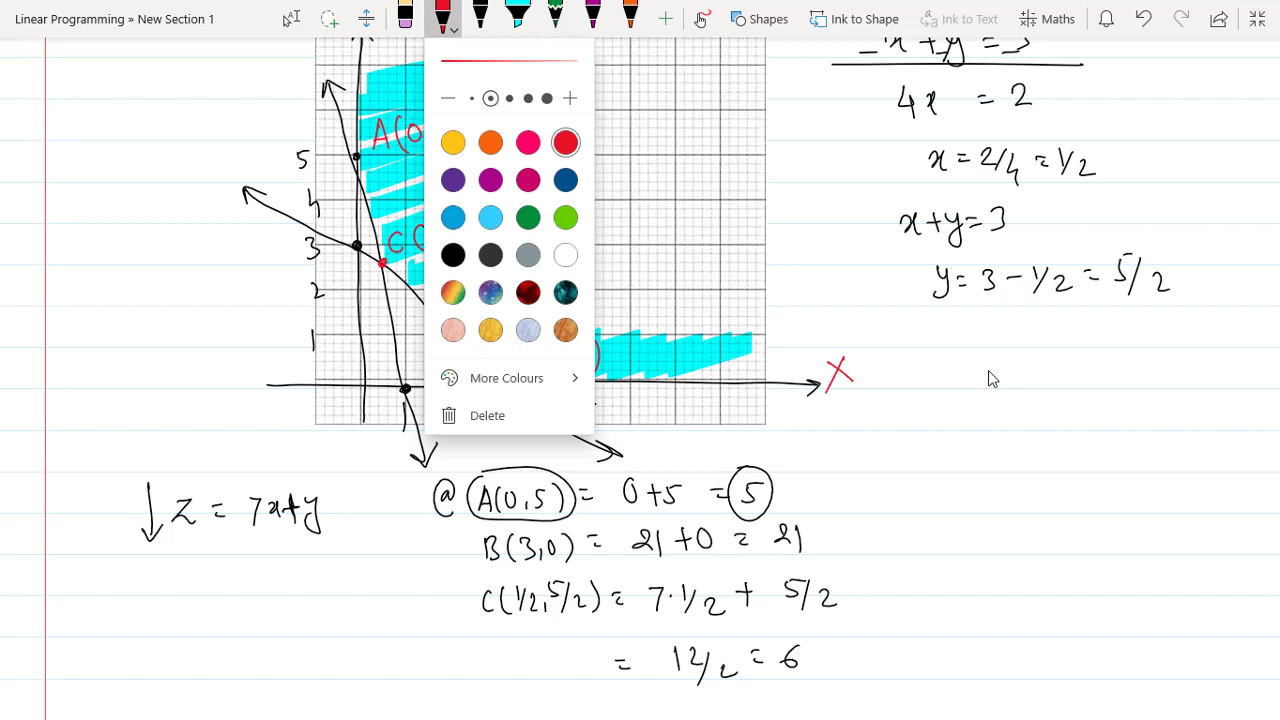 Linear Programming » New Section 1
Shapes
Ink to Shape
Ink to Text
Maths
x + y = 3
4x = 2
x = 2/4 = 1/2
x+y=3
y = 3 - 1/2 = 5/2
5
4
3
2
1
A(0
C(
)
X
1
More Colours
Delete
↓ Z = 7x+y
@ A(0,5) = 0+5 = 5
B(3,0) = 21+0 = 21
C(1/2,5/2) = 7·1/2 + 5/2
= 12/2 = 6